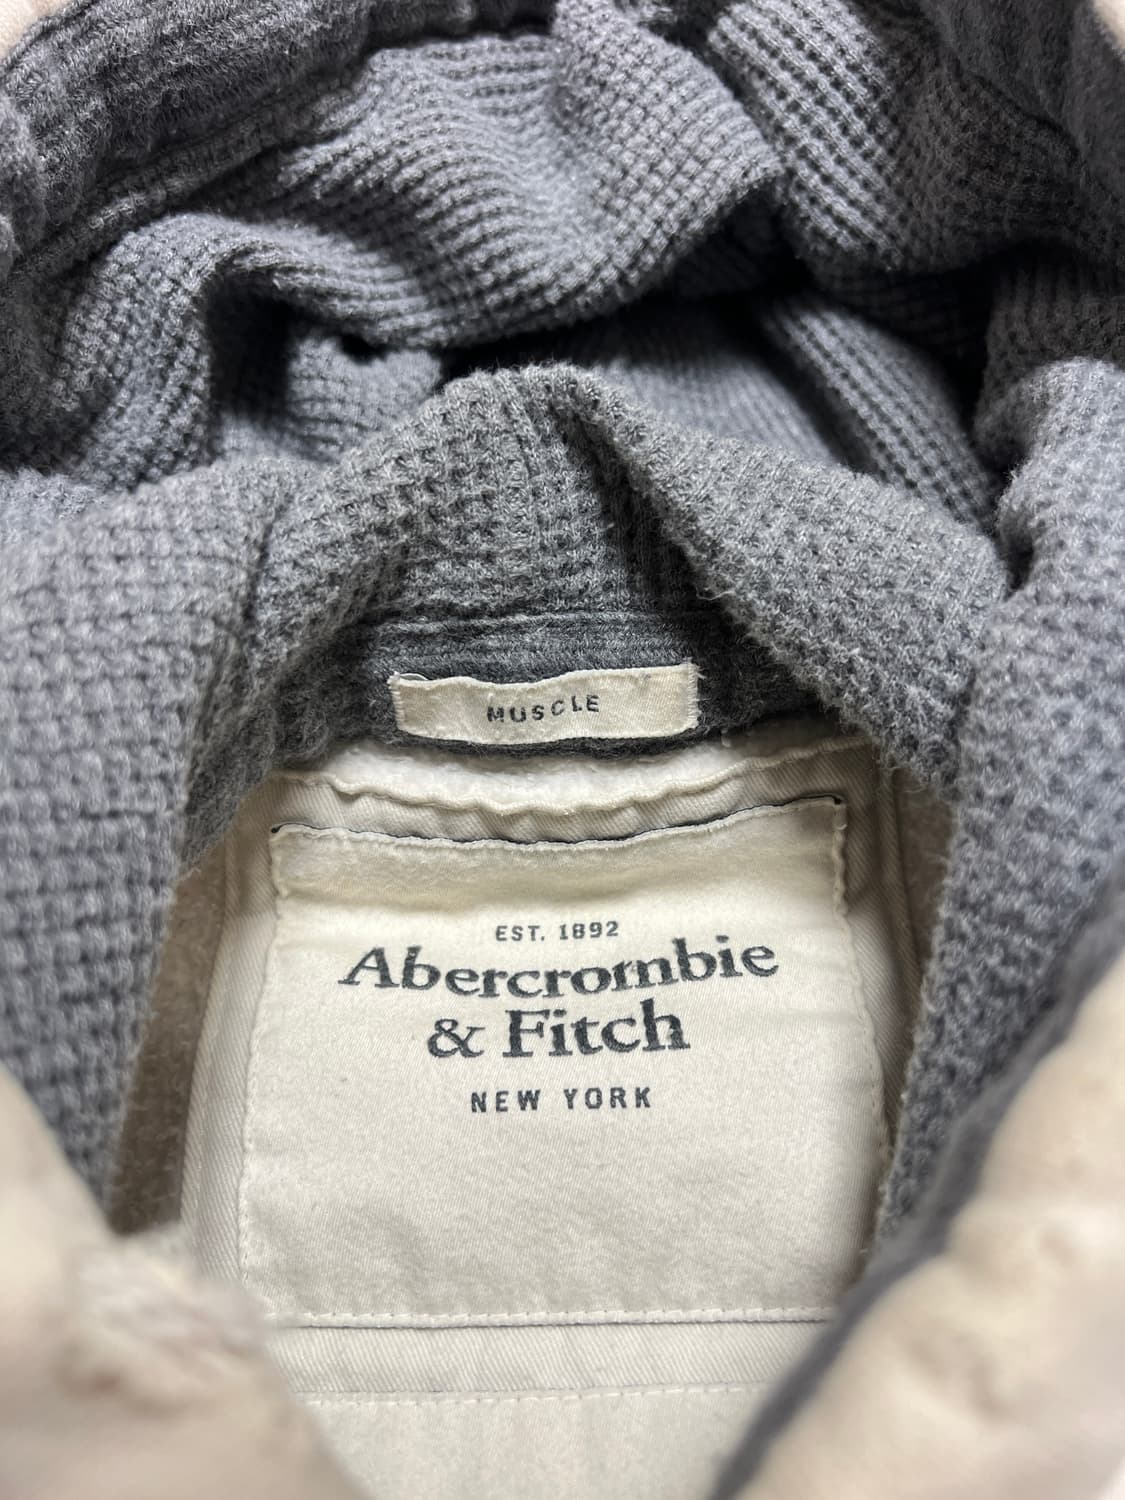 MUSCLE
EST. 1892
Abercrombie
& Fitch
NEW YORK